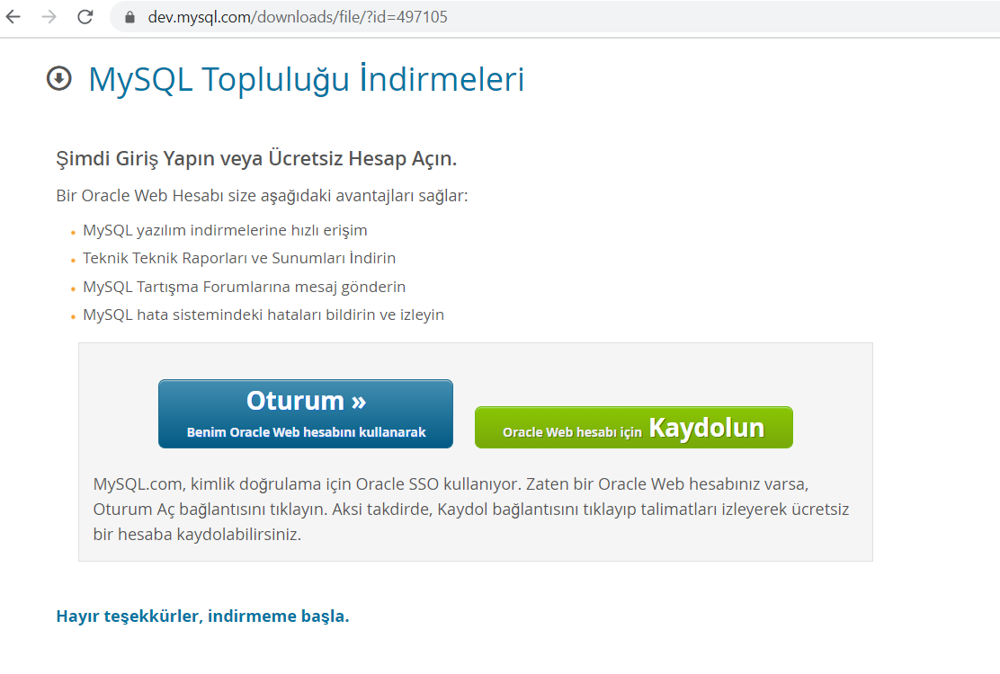 dev.mysql.com/downloads/file/?id=497105
MySQL Topluluğu İndirmeleri
Şimdi Giriş Yapın veya Ücretsiz Hesap Açın.
Bir Oracle Web Hesabı size aşağıdaki avantajları sağlar:
MySQL yazılım indirmelerine hızlı erişim
Teknik Teknik Raporları ve Sunumları İndirin
MySQL Tartışma Forumlarına mesaj gönderin
MySQL hata sistemindeki hataları bildirin ve izleyin
Oturum »
Benim Oracle Web hesabını kullanarak
Oracle Web hesabı için Kaydolun
MySQL.com, kimlik doğrulama için Oracle SSO kullanıyor. Zaten bir Oracle Web hesabınız varsa,
Oturum Aç bağlantısını tıklayın. Aksi takdirde, Kaydol bağlantısını tıklayıp talimatları izleyerek ücretsiz
bir hesaba kaydolabilirsiniz.
Hayır teşekkürler, indirmeme başla.